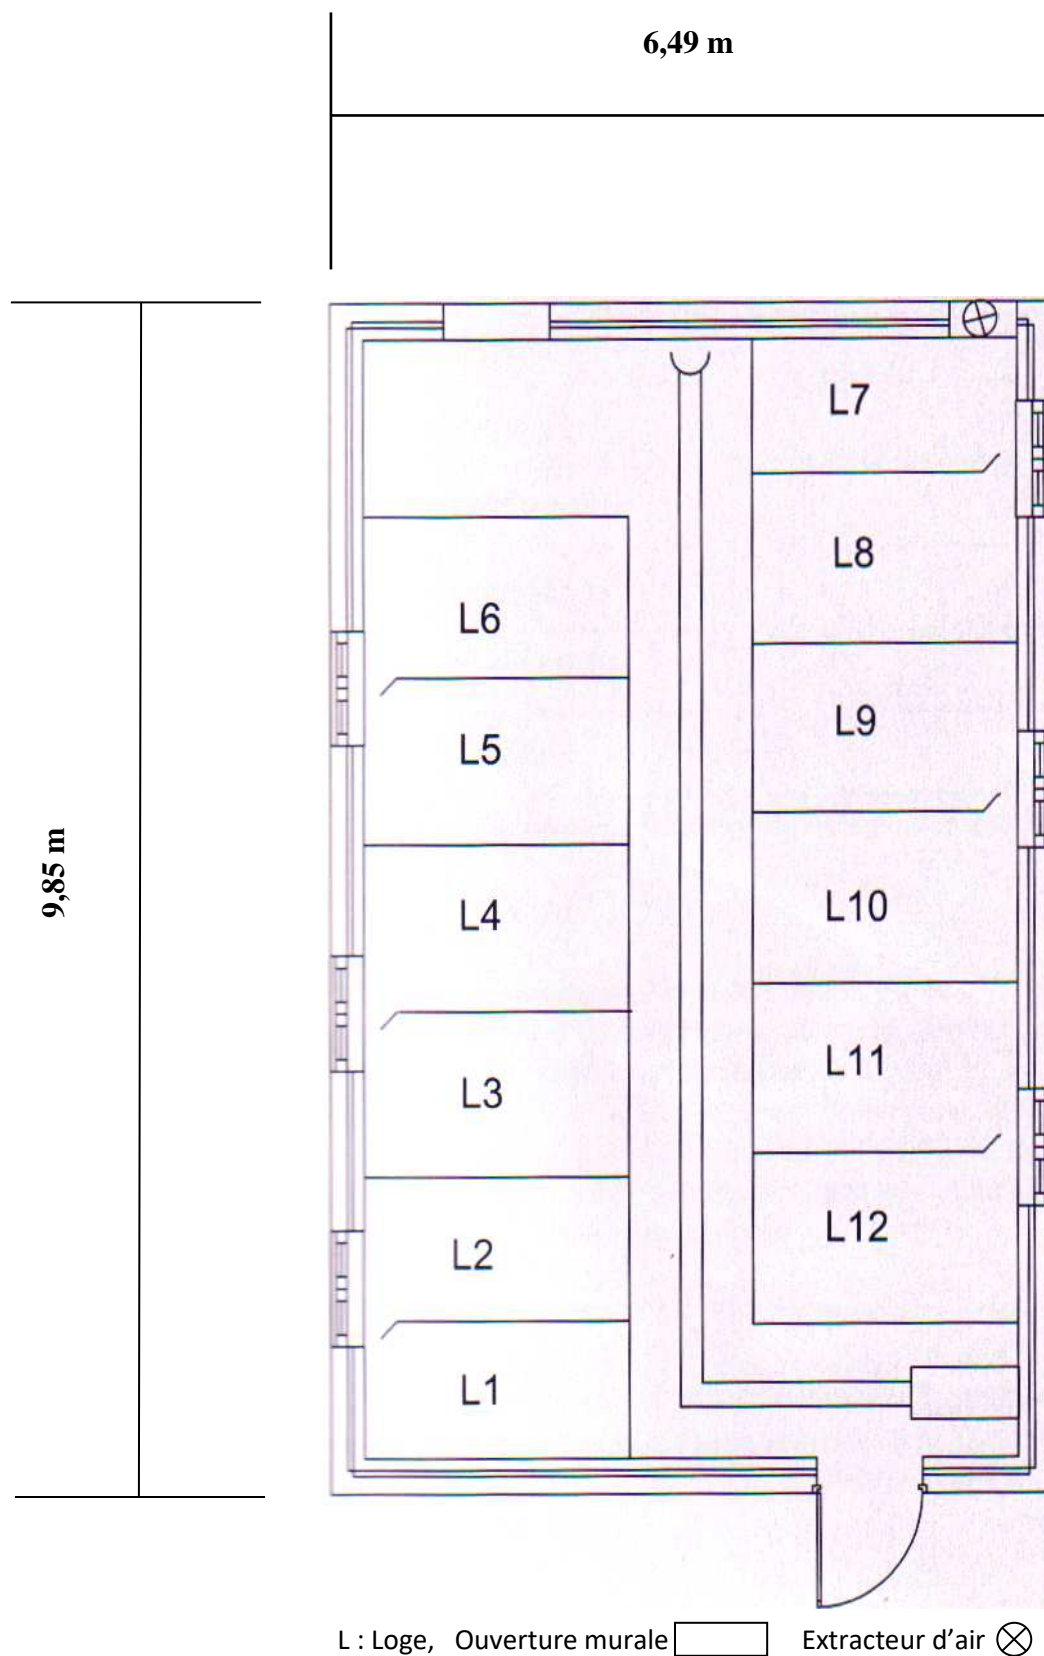 6,49 m
9,85 m
L7
L8
L6
L9
L5
L10
L4
L11
L3
L12
L2
L1
L : Loge, Ouverture murale Extracteur d’air